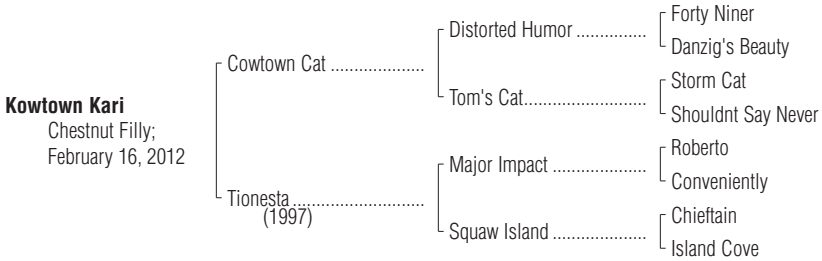 Forty Niner
Distorted Humor ...............
Danzig's Beauty
Cowtown Cat ....................
Storm Cat
Tom's Cat..........................
Shouldnt Say Never
Kowtown Kari
Chestnut Filly;
February 16, 2012
Roberto
Major Impact ....................
Conveniently
Tionesta ............................
(1997)
Chieftain
Squaw Island ....................
Island Cove